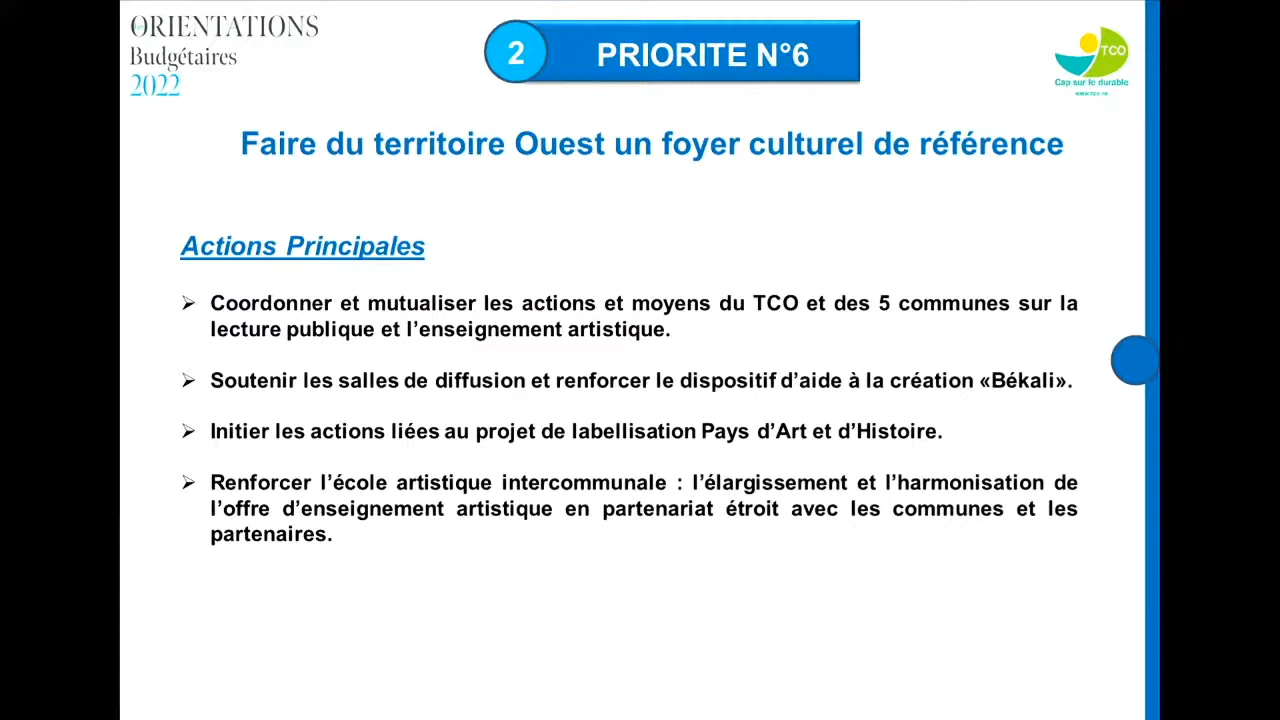 ORIENTATIONS
Budgétaires
2022
2
PRIORITE N°6
TCO
Cap sur le durable
www.tco.re
Faire du territoire Ouest un foyer culturel de référence
Actions Principales
➢ Coordonner et mutualiser les actions et moyens du TCO et des 5 communes sur la
lecture publique et l’enseignement artistique.
➢ Soutenir les salles de diffusion et renforcer le dispositif d’aide à la création «Békali».
➢ Initier les actions liées au projet de labellisation Pays d’Art et d’Histoire.
➢ Renforcer l’école artistique intercommunale : l’élargissement et l’harmonisation de
l’offre d’enseignement artistique en partenariat étroit avec les communes et les
partenaires.